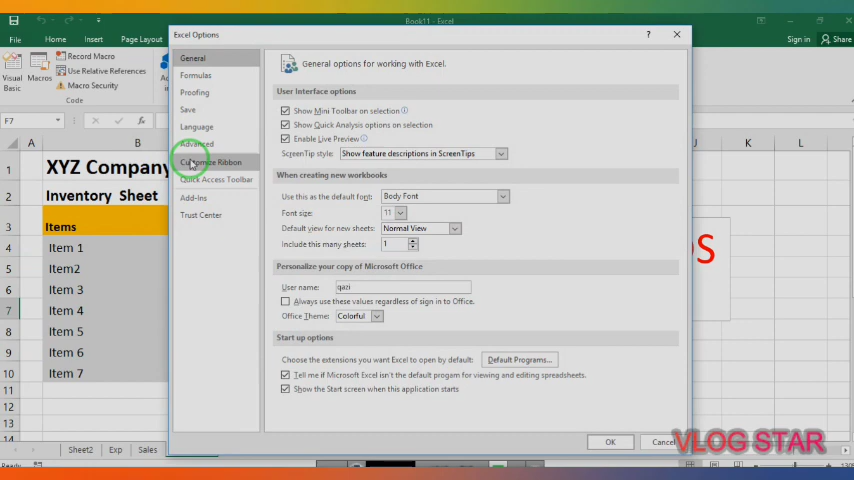 Book11 - Excel
Excel Options
? 
File Home Insert Page Layout
Sign in Share
Visual Basic
Macros
Record Macro
Use Relative References
Macro Security
Code
F7
A B J K L
1 XYZ Company
2 Inventory Sheet
3 Items
4 Item 1
5 Item2
6 Item 3
7 Item 4
8 Item 5
9 Item 6
10 Item 7
11
12
13
General
Formulas
Proofing
Save
Language
Advanced
Customize Ribbon
Quick Access Toolbar
Add-Ins
Trust Center
General options for working with Excel.
User Interface options
Show Mini Toolbar on selection
Show Quick Analysis options on selection
Enable Live Preview
ScreenTip style: Show feature descriptions in ScreenTips
When creating new workbooks
Use this as the default font: Body Font
Font size: 11
Default view for new sheets: Normal View
Include this many sheets: 1
Personalize your copy of Microsoft Office
User name: qazi
Always use these values regardless of sign in to Office.
Office Theme: Colorful
Start up options
Choose the extensions you want Excel to open by default: Default Programs...
Tell me if Microsoft Excel isn't the default progam for viewing and editing spreadsheets.
Show the Start screen when this application starts
OK Cancel
Sheet2 Exp Sales
VLOG STAR